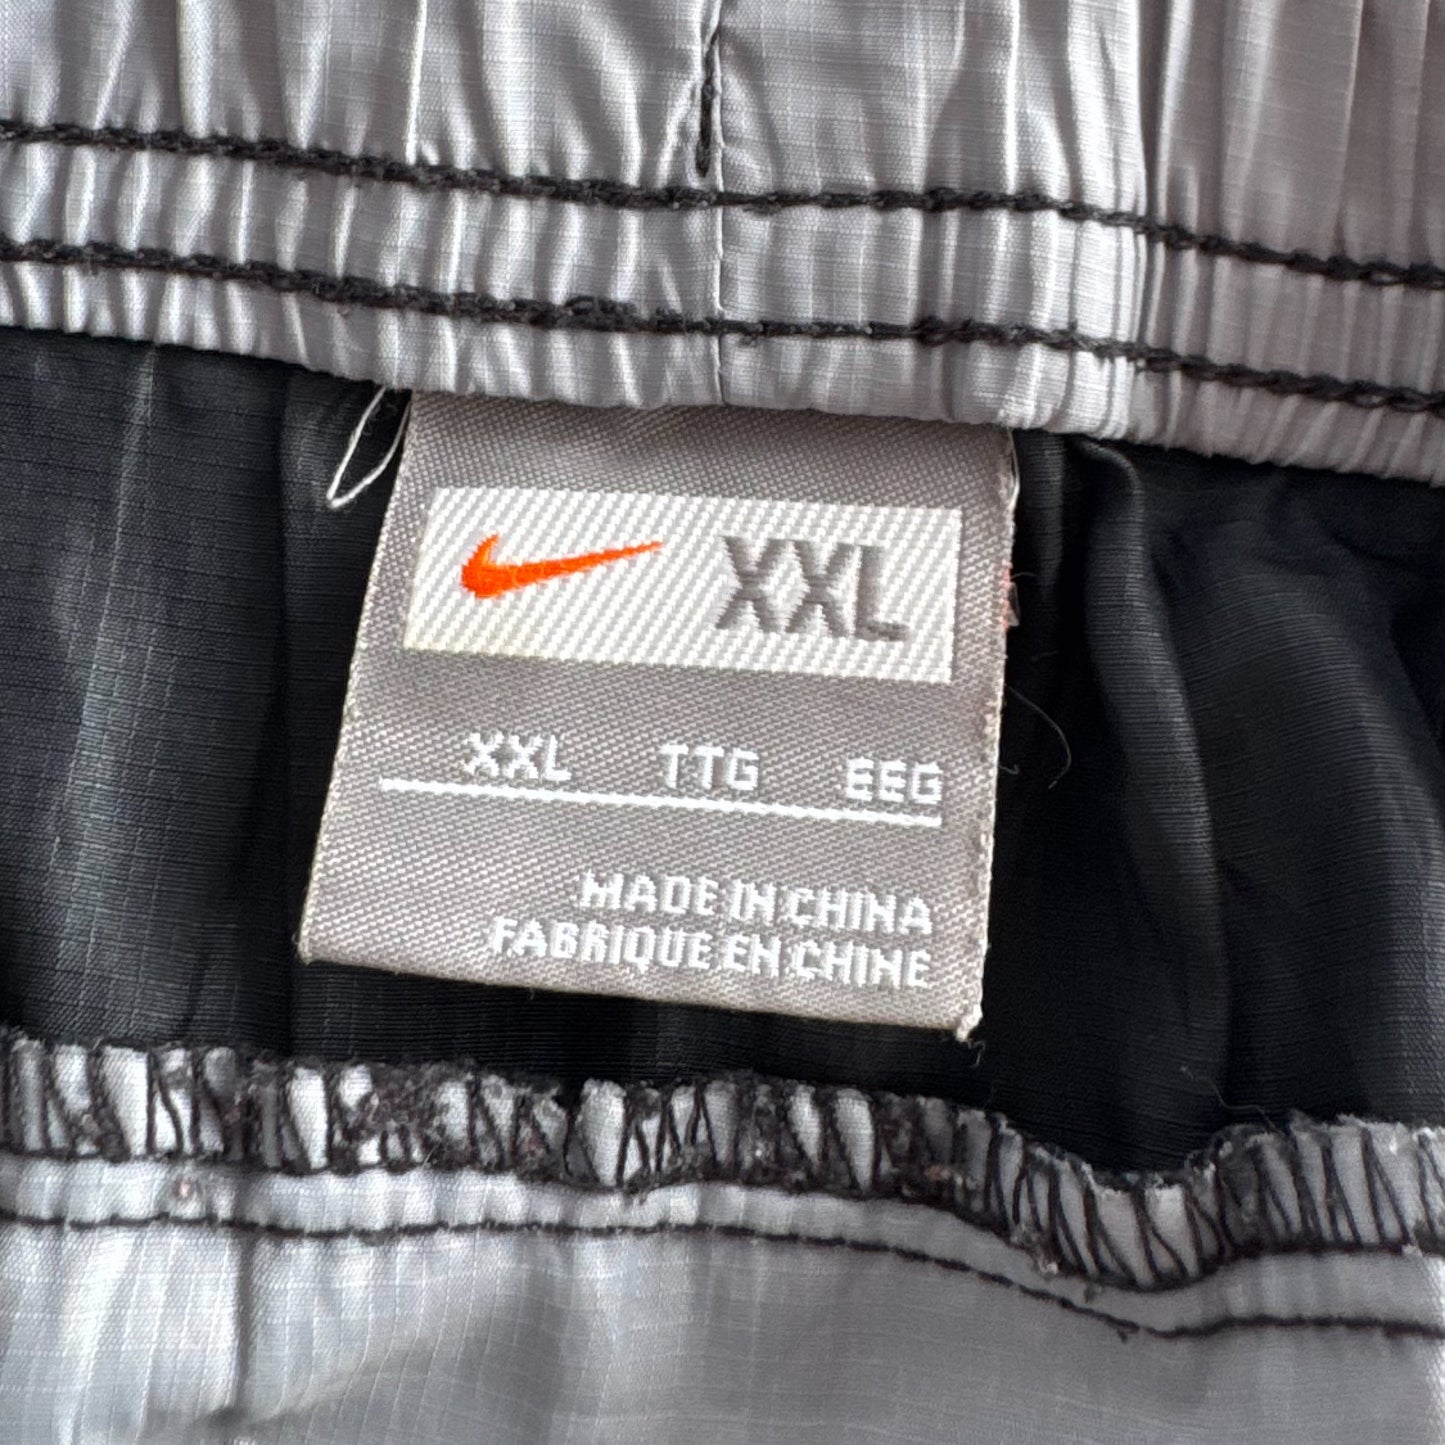 XXL
XXL TTG EEG
MADE IN CHINA
FABRIQUE EN CHINE